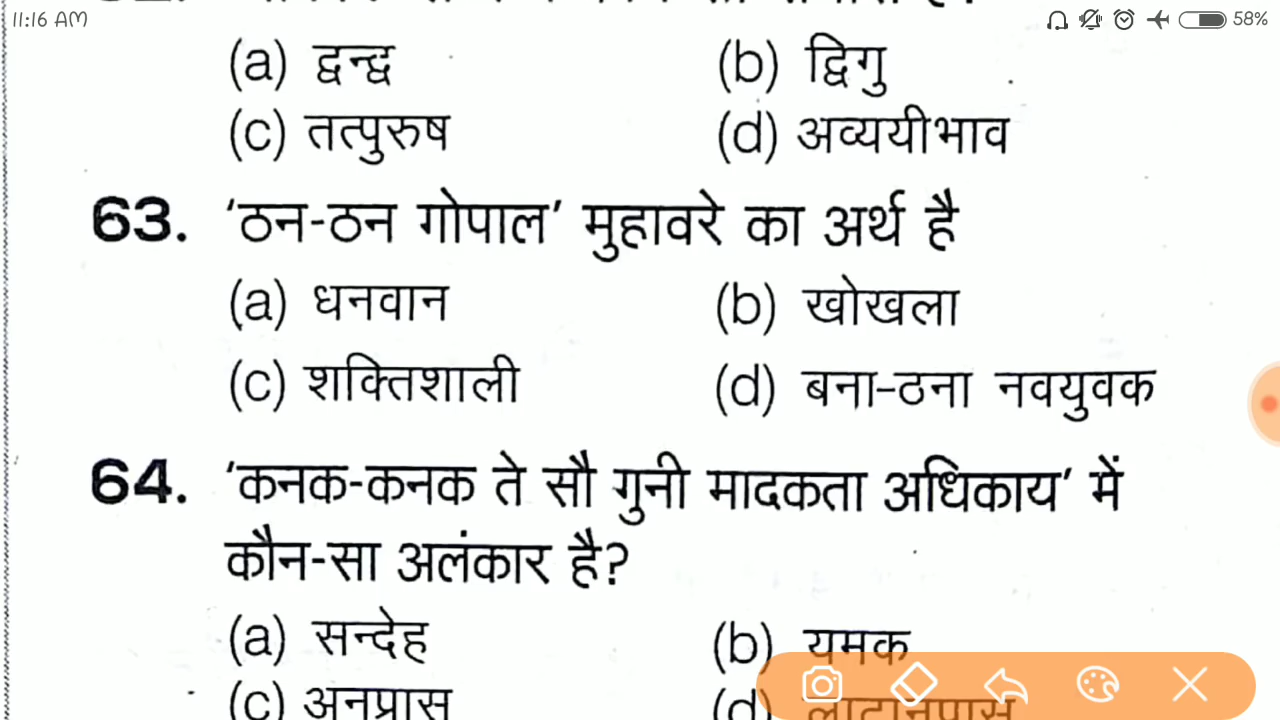 11:16 AM
58%
(a) द्वन्द्व (b) द्विगु
(c) तत्पुरुष (d) अव्ययीभाव
63. 'ठन-ठन गोपाल' मुहावरे का अर्थ है
(a) धनवान (b) खोखला
(c) शक्तिशाली (d) बना-ठना नवयुवक
64. 'कनक-कनक ते सौ गुनी मादकता अधिकाय' में
कौन-सा अलंकार है?
(a) सन्देह (b) यमक
(c) अनुप्रास (d) लाटानुप्रास